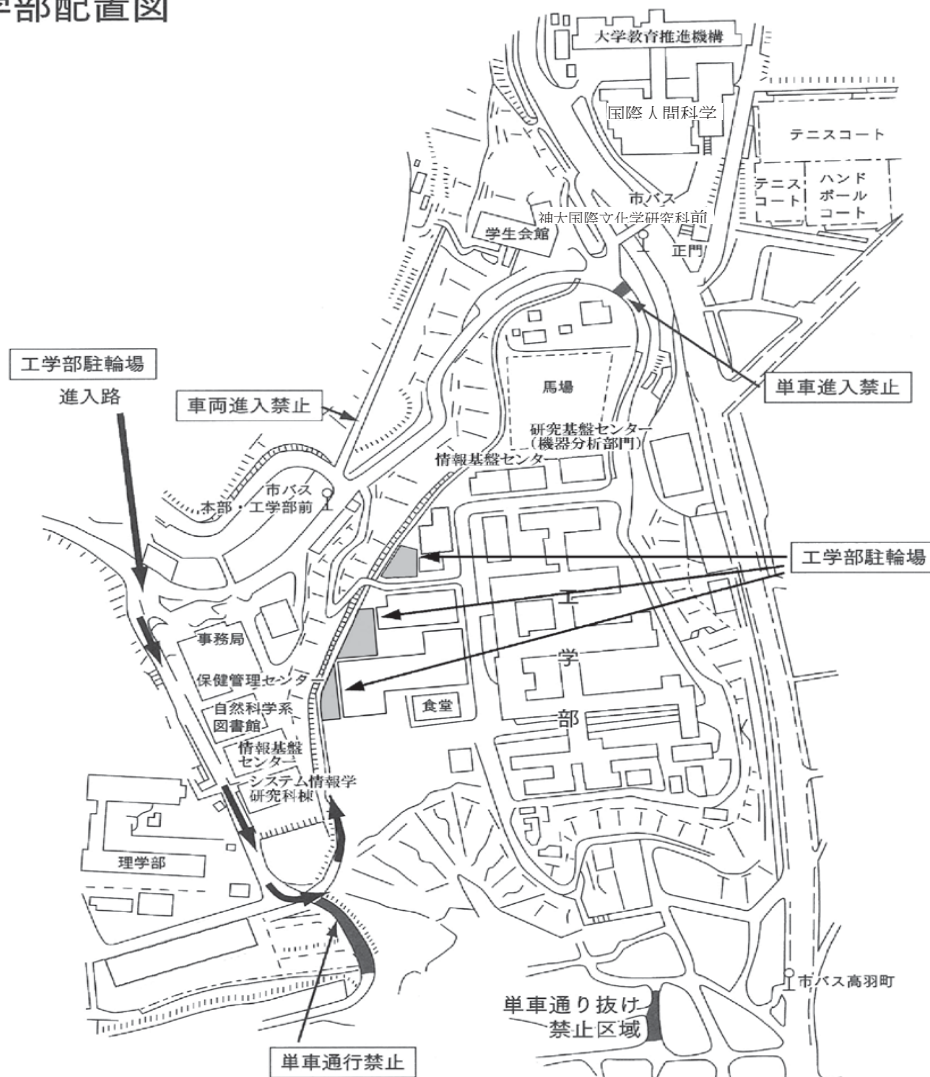 学部配置図
大学教育推進機構
国際人間科学
テニスコート
テニス
コート
ハンド
ボール
コート
市バス
神大国際文化学研究科前
学生会館
正門
工学部駐輪場
進入路
車両進入禁止
馬場
単車進入禁止
研究基盤センター
(機器分析部門)
情報基盤センター
市バス
本部・工学部前
工学部駐輪場
工
学
部
事務局
保健管理センター
自然科学系
図書館
食堂
情報基盤
センター
システム情報学
研究科棟
理学部
市バス高羽町
単車通り抜け
禁止区域
単車通行禁止